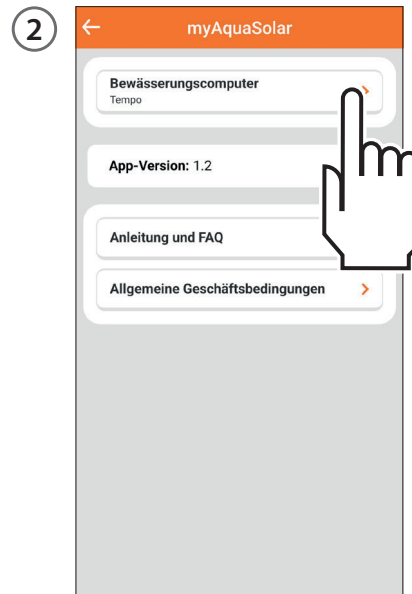 2
myAquaSolar
Bewässerungscomputer
Tempo
App-Version: 1.2
Anleitung und FAQ
Allgemeine Geschäftsbedingungen